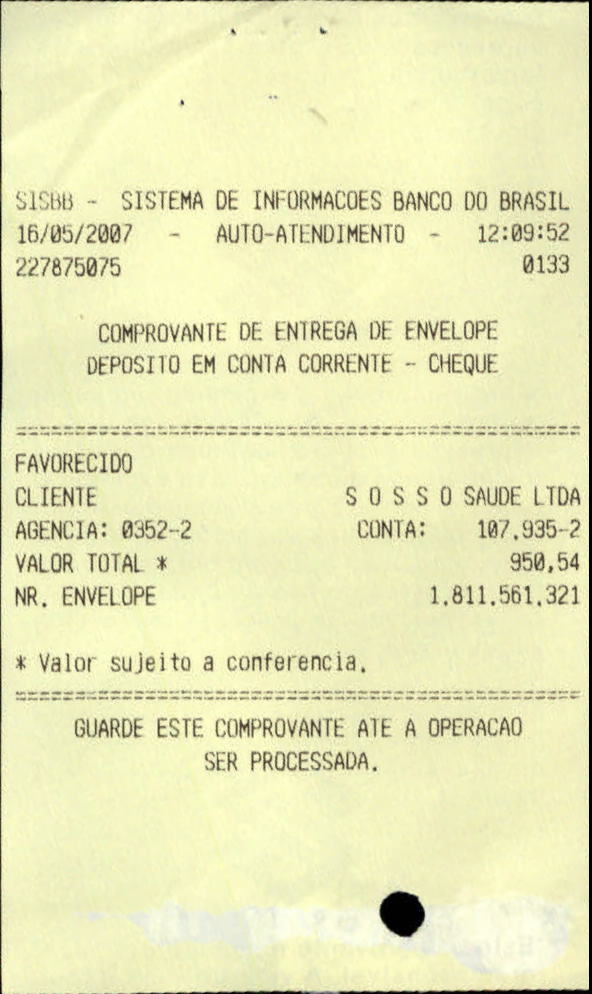 SISBB - SISTEMA DE INFORMACOES BANCO DO BRASIL
16/05/2007 - AUTO-ATENDIMENTO - 12:09:52
227875075 0133
COMPROVANTE DE ENTREGA DE ENVELOPE
DEPOSITO EM CONTA CORRENTE - CHEQUE
FAVORECIDO
CLIENTE S O S S O SAUDE LTDA
AGENCIA: 0352-2 CONTA: 107.935-2
VALOR TOTAL * 950,54
NR. ENVELOPE 1.811.561.321
* Valor sujeito a conferencia.
GUARDE ESTE COMPROVANTE ATE A OPERACAO
SER PROCESSADA.